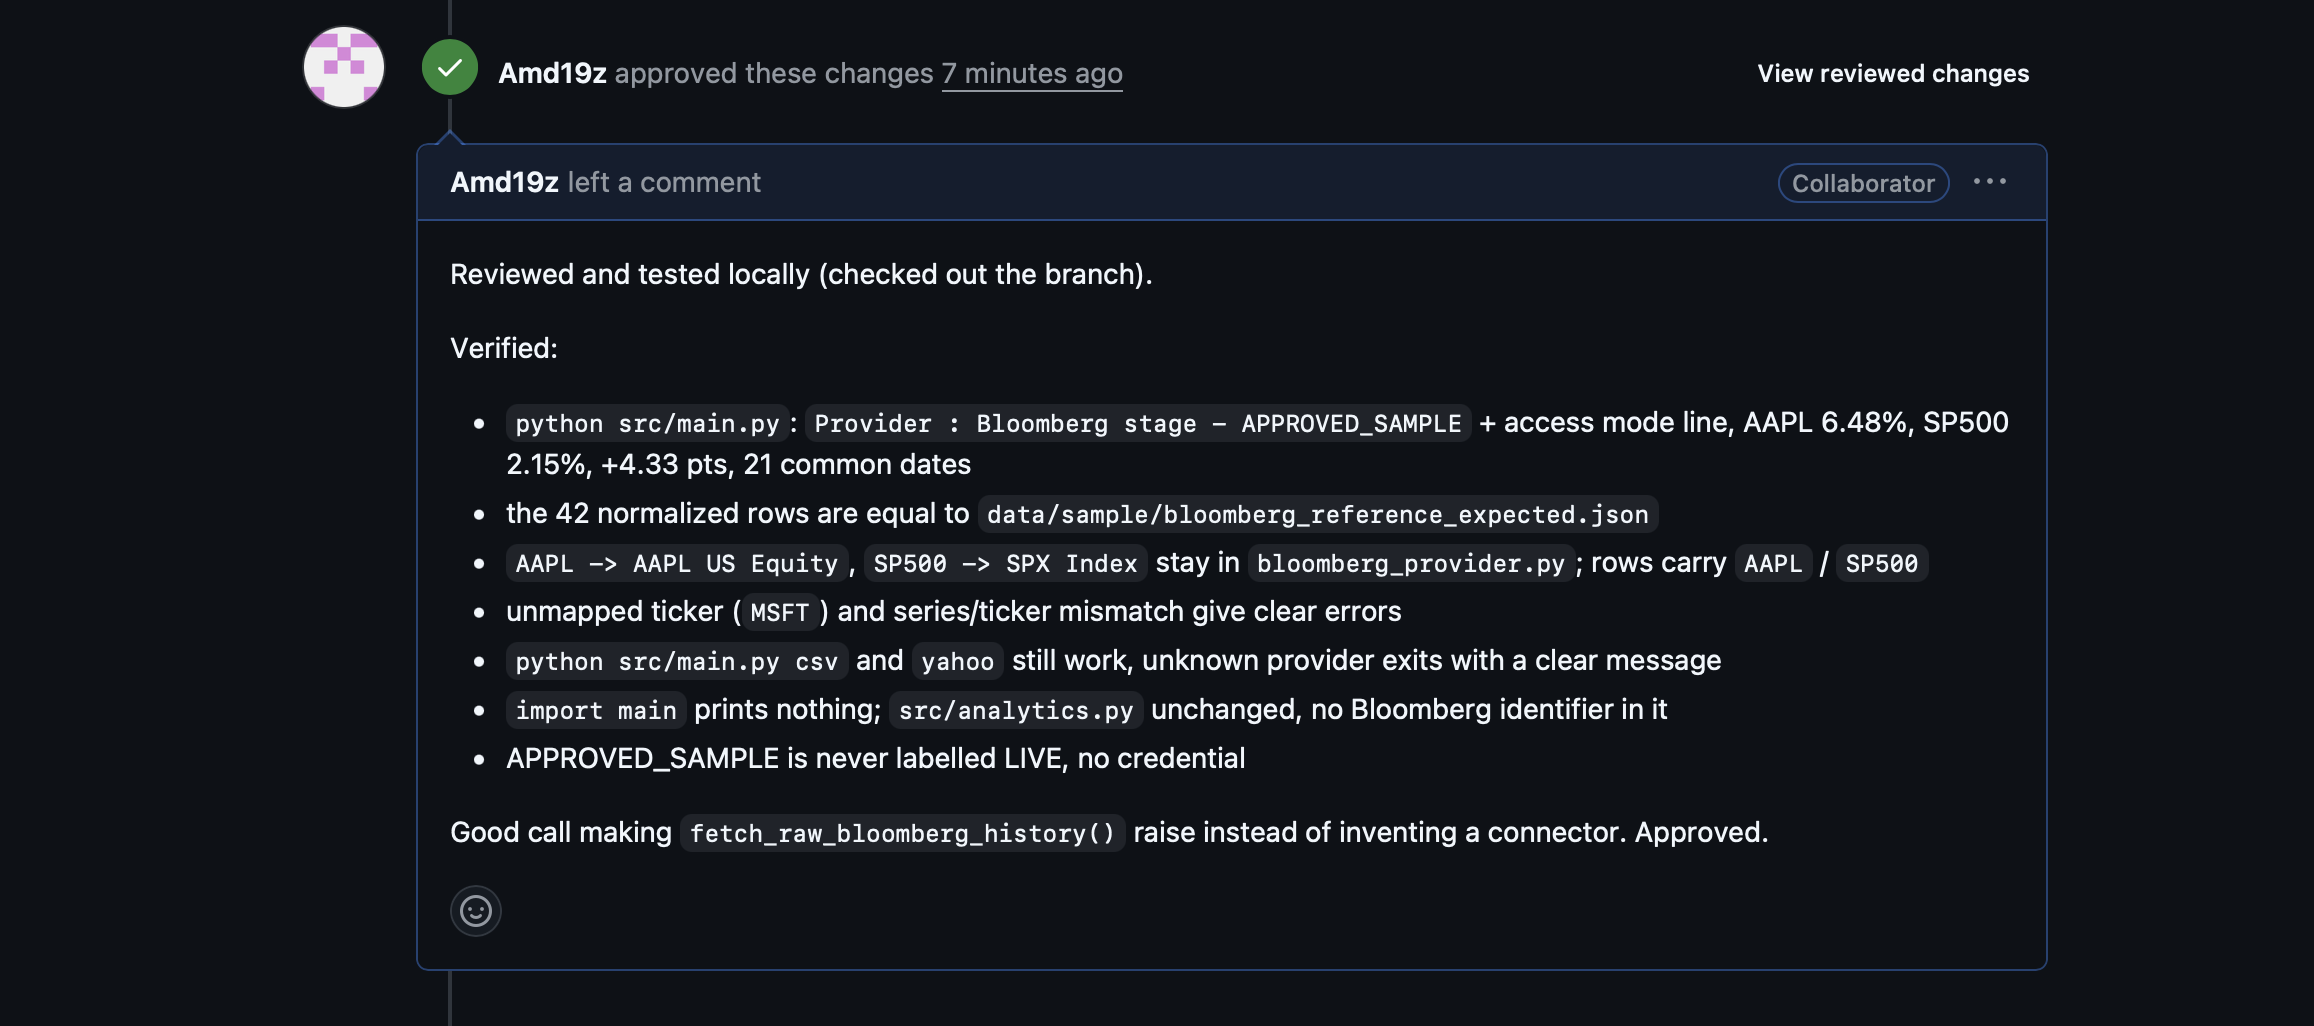 Amd19z approved these changes 7 minutes ago
View reviewed changes
Amd19z left a comment
Collaborator
Reviewed and tested locally (checked out the branch).
Verified:
python src/main.py: Provider : Bloomberg stage – APPROVED_SAMPLE + access mode line, AAPL 6.48%, SP500
2.15%, +4.33 pts, 21 common dates
the 42 normalized rows are equal to data/sample/bloomberg_reference_expected.json
AAPL –> AAPL US Equity, SP500 –> SPX Index stay in bloomberg_provider.py; rows carry AAPL / SP500
unmapped ticker (MSFT) and series/ticker mismatch give clear errors
python src/main.py csv and yahoo still work, unknown provider exits with a clear message
import main prints nothing; src/analytics.py unchanged, no Bloomberg identifier in it
APPROVED_SAMPLE is never labelled LIVE, no credential
Good call making fetch_raw_bloomberg_history() raise instead of inventing a connector. Approved.